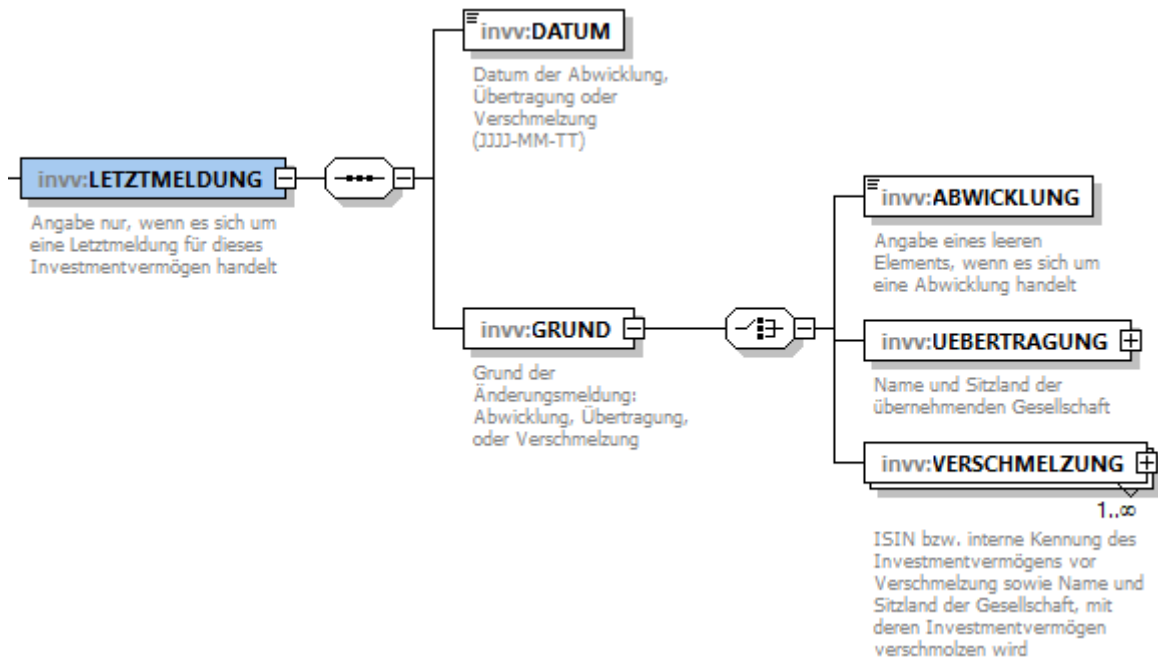 invv:DATUM
Datum der Abwicklung,
Übertragung oder
Verschmelzung
(JJJJ-MM-TT)
invv:LETZTMELDUNG
Angabe nur, wenn es sich um
eine Letztmeldung für dieses
Investmentvermögen handelt
invv:GRUND
Grund der
Änderungsmeldung:
Abwicklung, Übertragung,
oder Verschmelzung
invv:ABWICKLUNG
Angabe eines leeren
Elements, wenn es sich um
eine Abwicklung handelt
invv:UEBERTRAGUNG
Name und Sitzland der
übernehmenden Gesellschaft
invv:VERSCHMELZUNG
1..∞
ISIN bzw. interne Kennung des
Investmentvermögens vor
Verschmelzung sowie Name und
Sitzland der Gesellschaft, mit
deren Investmentvermögen
verschmolzen wird